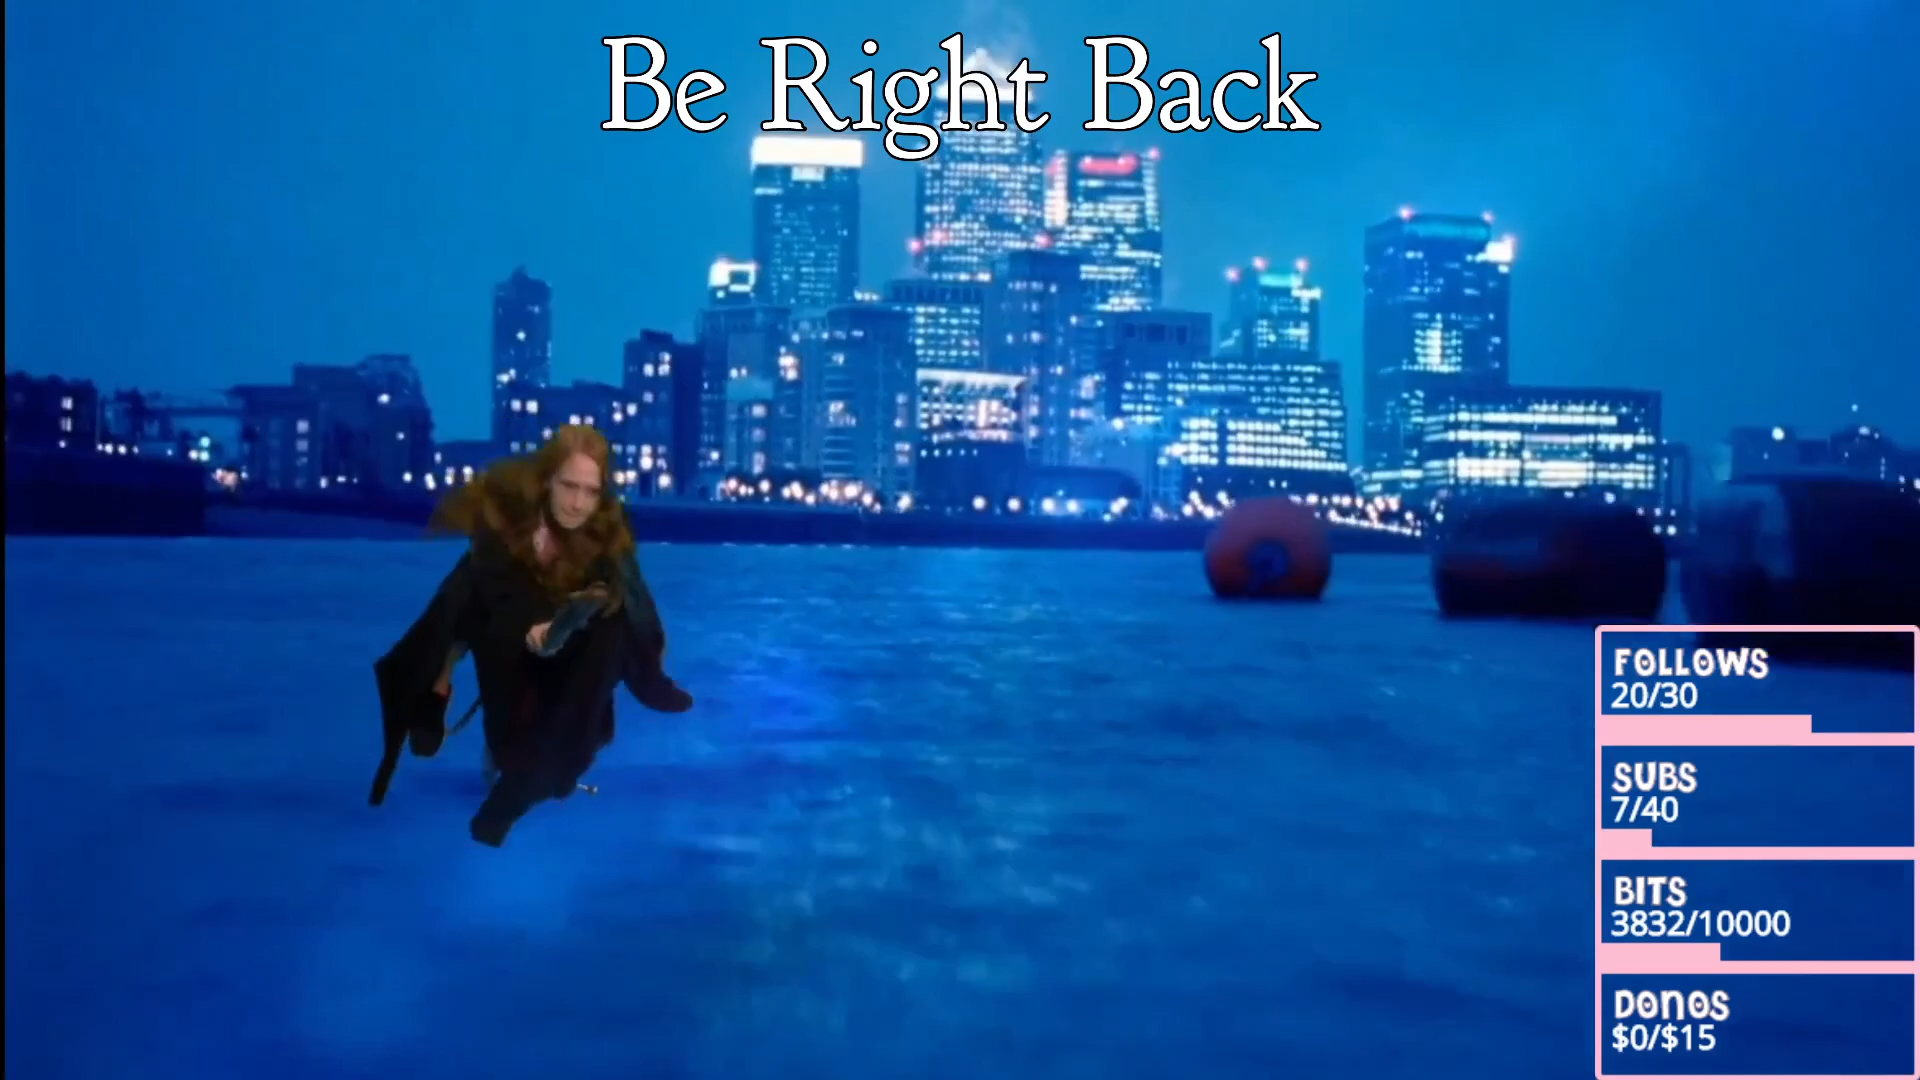 Be Right Back
FOLLOWS
20/30
SUBS
7/40
BITS
3832/10000
DONOS
$0/$15